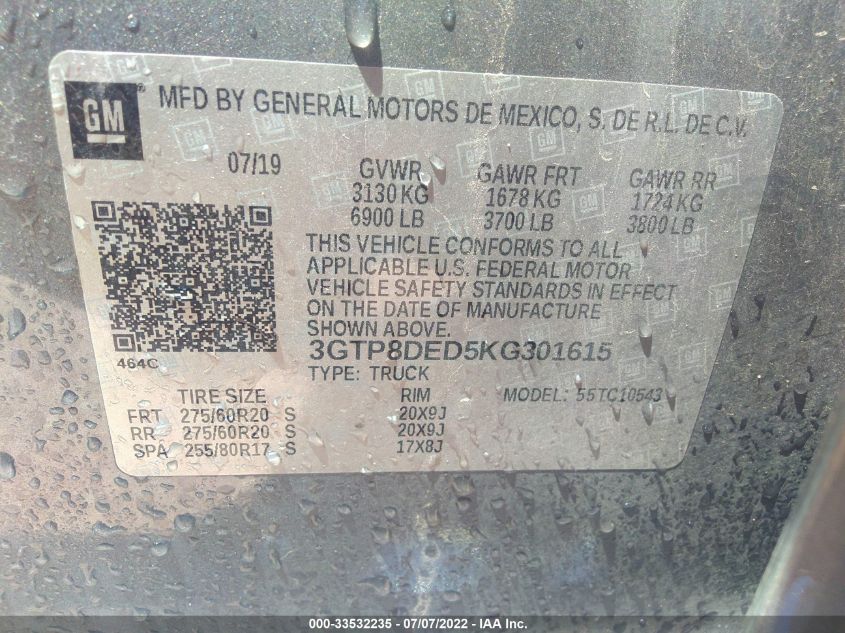 GM MFD BY GENERAL MOTORS DE MEXICO, S. DE R.L. DE C.V.
07/19 GVWR GAWR FRT GAWR RR
3130 KG 1678 KG 1724 KG
6900 LB 3700 LB 3800 LB
THIS VEHICLE CONFORMS TO ALL
APPLICABLE U.S. FEDERAL MOTOR
VEHICLE SAFETY STANDARDS IN EFFECT
ON THE DATE OF MANUFACTURE
SHOWN ABOVE.
464C 3GTP8DED5KG301615
TYPE: TRUCK
TIRE SIZE RIM MODEL: 55TC10543
FRT 275/60R20 S 20X9J
RR 275/60R20 S 20X9J
SPA 255/80R17 S 17X8J
000-33532235 - 07/07/2022 - IAA Inc.